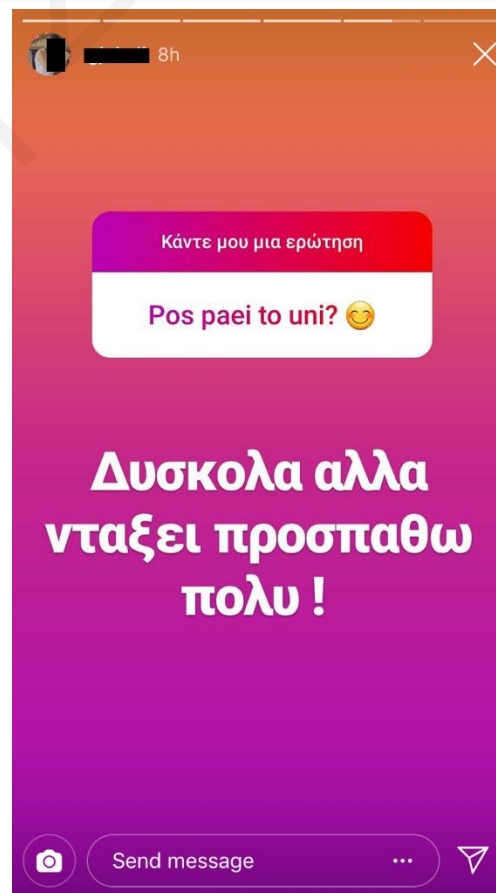 8h
Κάντε μου μια ερώτηση
Pos paei to uni? 😊
Δυσκολα αλλα
νταξει προσπαθω
πολυ !
Send message